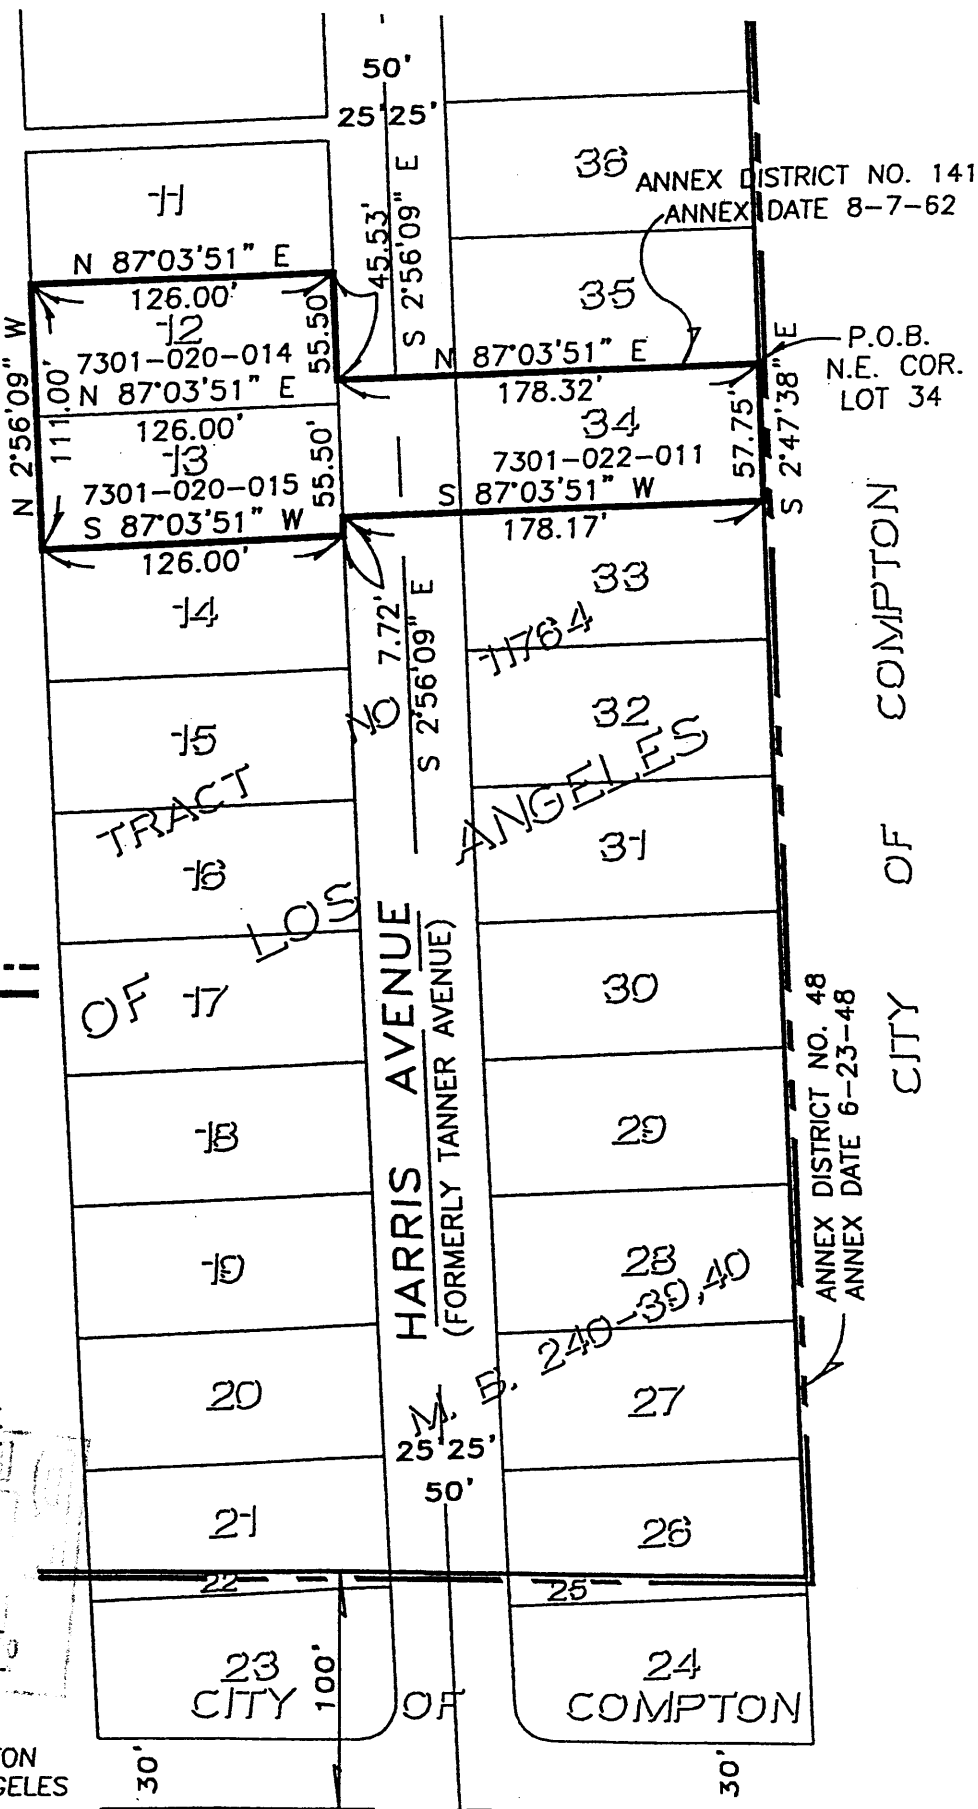 50'
25' 25'
S 2°56'09" E
45.53'
36
ANNEX DISTRICT NO. 141
ANNEX DATE 8-7-62
11
N 87°03'51" E
126.00'
12
7301-020-014
55.50'
35
N 87°03'51" E
178.32'
P.O.B.
N.E. COR.
LOT 34
N 2°56'09" W
111.00'
N 87°03'51" E
126.00'
13
7301-020-015
55.50'
S 87°03'51" W
126.00'
34
7301-022-011
57.75'
S 2°47'38" E
S 87°03'51" W
178.17'
14
7.72'
S 2°56'09" E
33
15
32
16
31
17
30
18
29
19
28
20
27
21
26
22
25
23
24
TRACT NO 11764
OF LOS ANGELES
M. B. 240-39,40
HARRIS AVENUE
(FORMERLY TANNER AVENUE)
CITY OF COMPTON
ANNEX DISTRICT NO. 48
ANNEX DATE 6-23-48
25' 25'
50'
CITY OF COMPTON
100'
30'
30'
TON
GELES